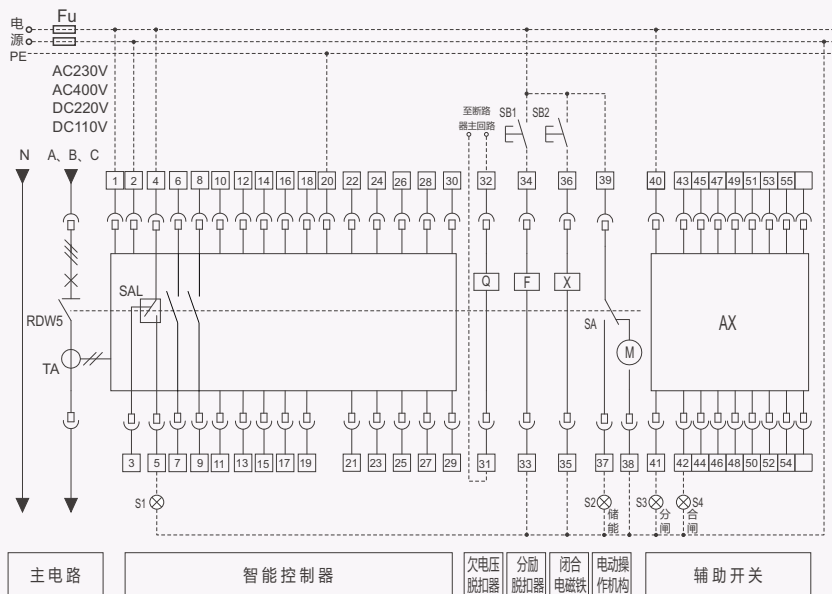 电
源
PE
Fu
AC230V
AC400V
DC220V
DC110V
至断路
器主回路
SB1
SB2
N
A、B、C
1 2 4 6 8 10 12 14 16 18 20 22 24 26 28 30 32 34 36 39 40 43 45 47 49 51 53 55
SAL
Q
F
X
RDW5
SA
AX
M
TA
3 5 7 9 11 13 15 17 19 21 23 25 27 29 31 33 35 37 38 41 42 44 46 48 50 52 54
S1
S2
储
能
S3
分
闸
S4
合
闸
主电路
智能控制器
欠电压
脱扣器
分励
脱扣器
闭合
电磁铁
电动操
作机构
辅助开关